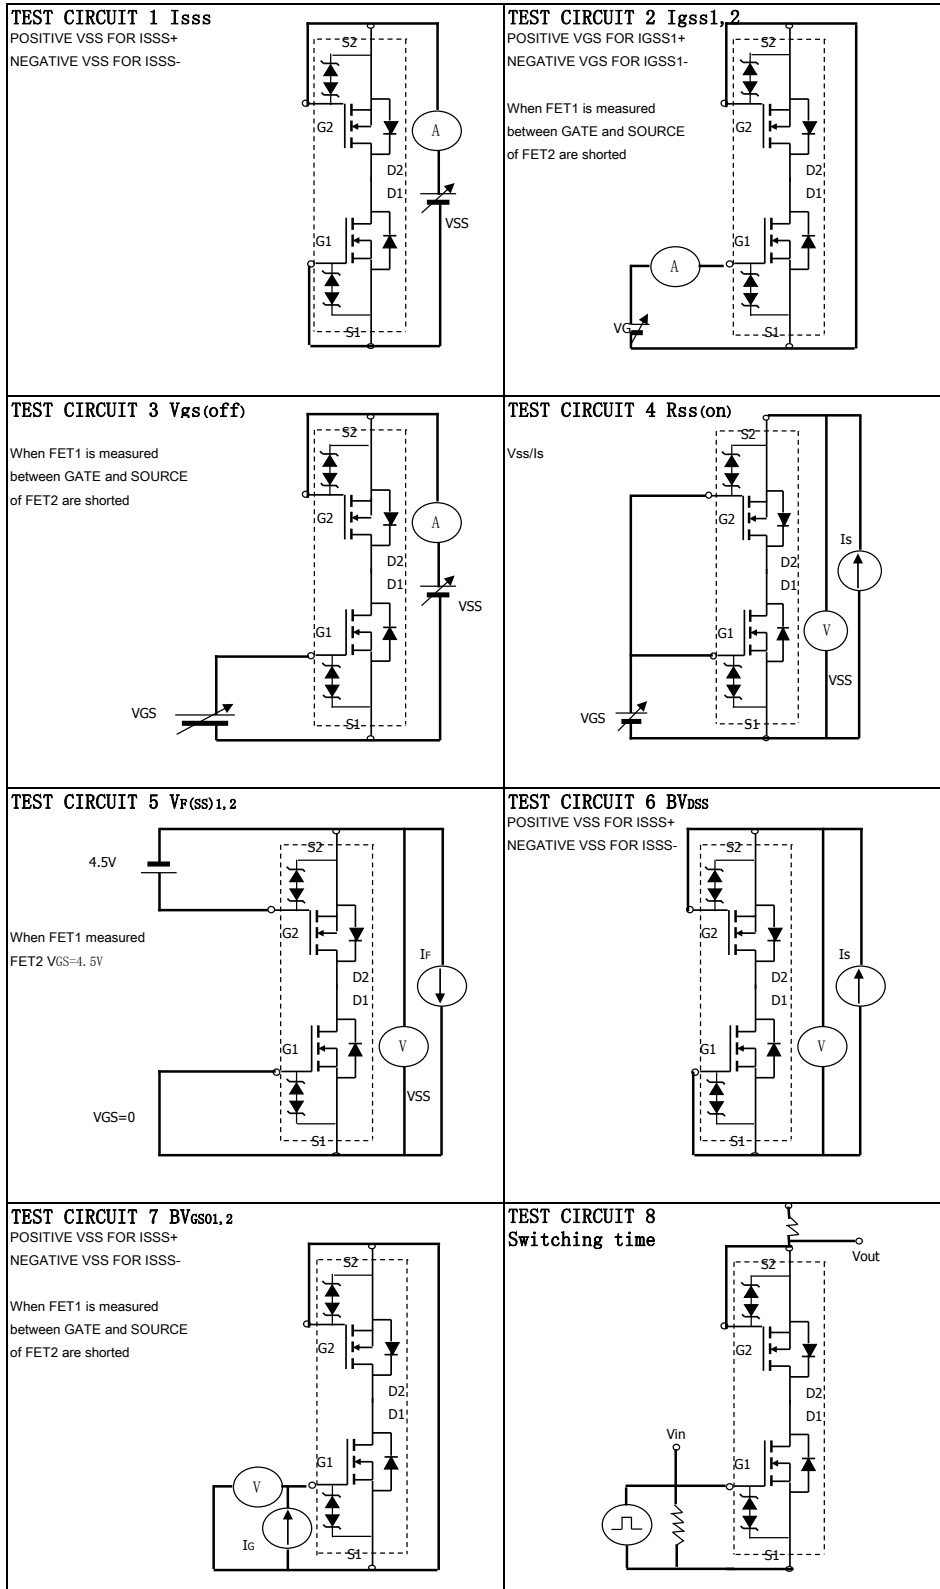 TEST CIRCUIT 1 Isss
POSITIVE VSS FOR ISSS+
NEGATIVE VSS FOR ISSS-
S2
G2
A
D2
D1
VSS
G1
S1
TEST CIRCUIT 2 Igss1,2
POSITIVE VGS FOR IGSS1+
NEGATIVE VGS FOR IGSS1-
When FET1 is measured
between GATE and SOURCE
of FET2 are shorted
S2
G2
D2
D1
G1
A
VG
S1
TEST CIRCUIT 3 Vgs(off)
When FET1 is measured
between GATE and SOURCE
of FET2 are shorted
S2
G2
A
D2
D1
VSS
G1
VGS
S1
TEST CIRCUIT 4 Rss(on)
Vss/Is
S2
G2
Is
D2
D1
G1
V
VSS
VGS
S1
TEST CIRCUIT 5 VF(SS)1,2
4.5V
S2
When FET1 measured
FET2 VGS=4.5V
G2
IF
D2
D1
G1
V
VSS
VGS=0
S1
TEST CIRCUIT 6 BVDSS
POSITIVE VSS FOR ISSS+
NEGATIVE VSS FOR ISSS-
S2
G2
Is
D2
D1
G1
V
S1
TEST CIRCUIT 7 BVGSO1,2
POSITIVE VSS FOR ISSS+
NEGATIVE VSS FOR ISSS-
When FET1 is measured
between GATE and SOURCE
of FET2 are shorted
S2
G2
D2
D1
G1
V
IG
S1
TEST CIRCUIT 8
Switching time
Vout
S2
G2
D2
D1
Vin
G1
S1